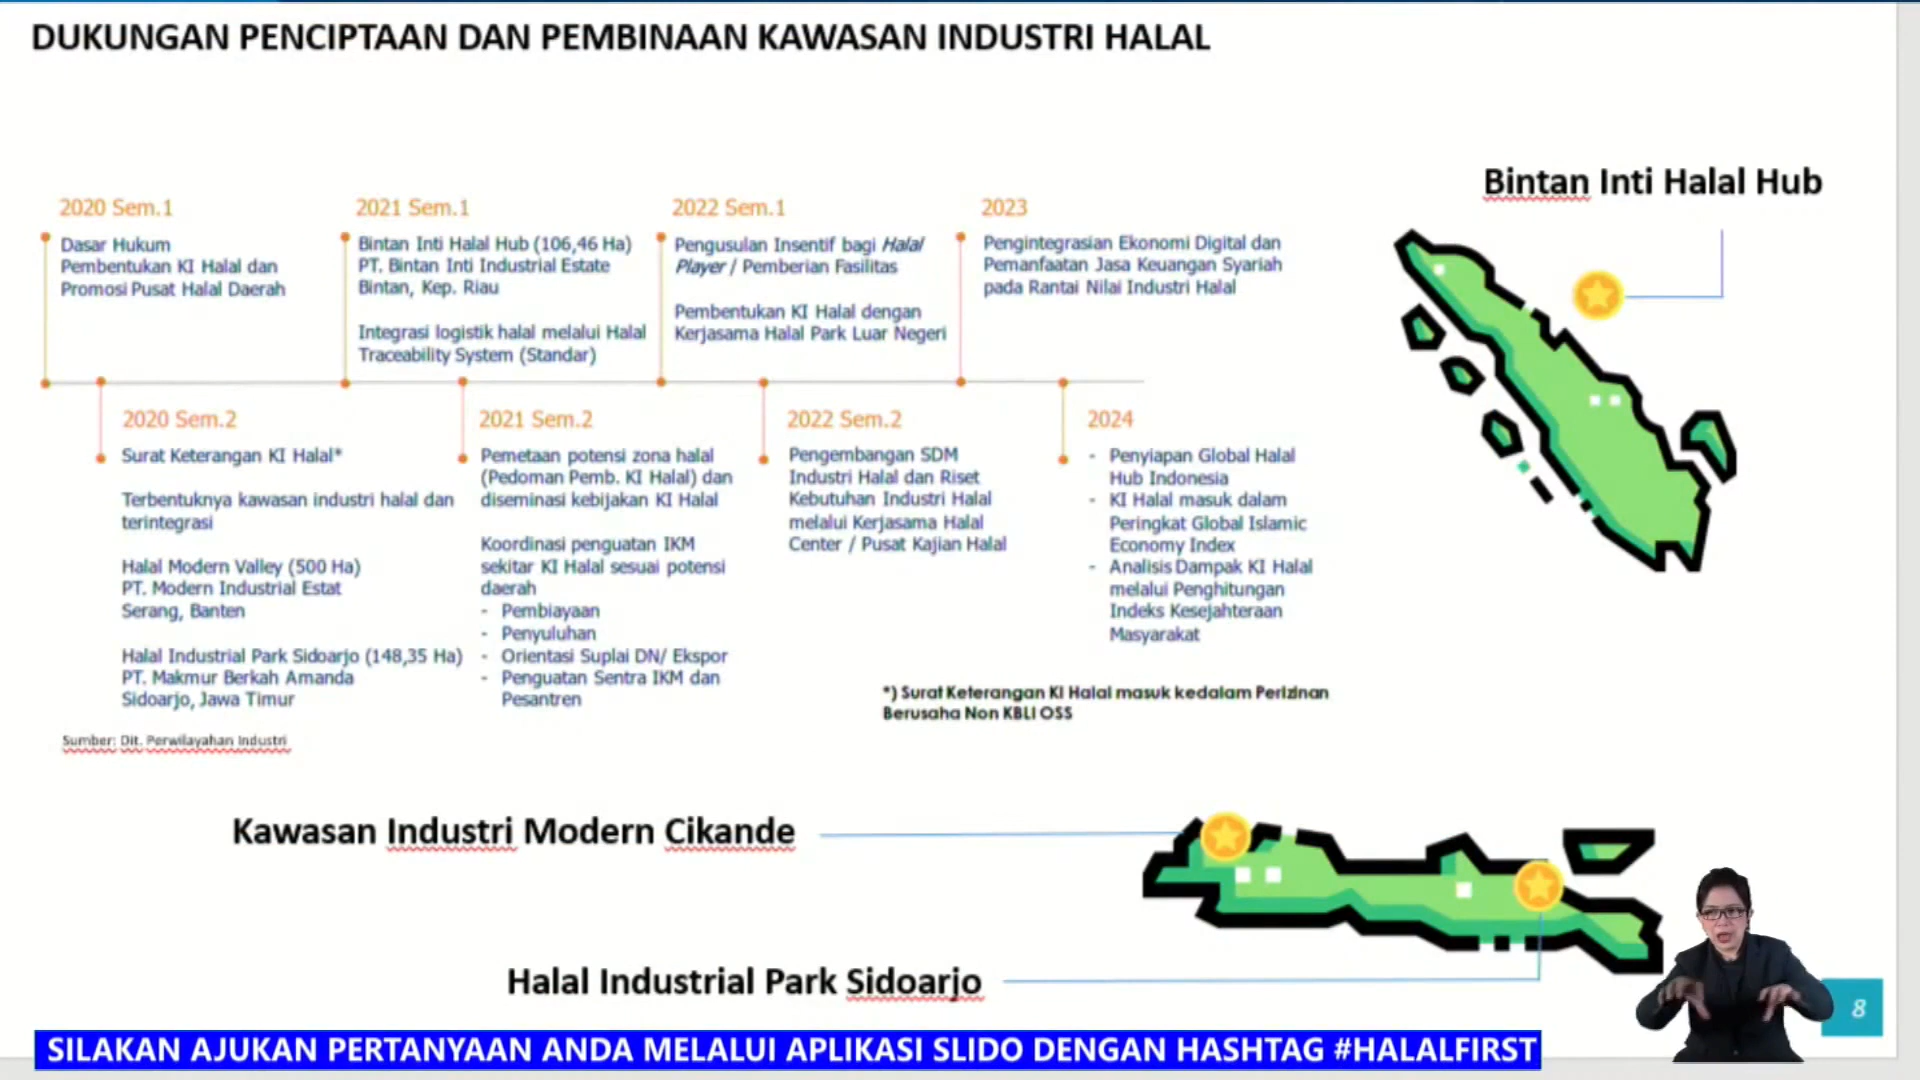 DUKUNGAN PENCIPTAAN DAN PEMBINAAN KAWASAN INDUSTRI HALAL
Bintan Inti Halal Hub
2020 Sem.1
Dasar Hukum
Pembentukan KI Halal dan
Promosi Pusat Halal Daerah
2021 Sem.1
Bintan Inti Halal Hub (106,46 Ha)
PT. Bintan Inti Industrial Estate
Bintan, Kep. Riau
Integrasi logistik halal melalui Halal
Traceability System (Standar)
2022 Sem.1
Pengusulan Insentif bagi Halal
Player / Pemberian Fasilitas
Pembentukan KI Halal dengan
Kerjasama Halal Park Luar Negeri
2023
Pengintegrasian Ekonomi Digital dan
Pemanfaatan Jasa Keuangan Syariah
pada Rantai Nilai Industri Halal
2020 Sem.2
Surat Keterangan KI Halal*
Terbentuknya kawasan industri halal dan
terintegrasi
Halal Modern Valley (500 Ha)
PT. Modern Industrial Estat
Serang, Banten
Halal Industrial Park Sidoarjo (148,35 Ha)
PT. Makmur Berkah Amanda
Sidoarjo, Jawa Timur
2021 Sem.2
Pemetaan potensi zona halal
(Pedoman Pemb. KI Halal) dan
diseminasi kebijakan KI Halal
Koordinasi penguatan IKM
sekitar KI Halal sesuai potensi
daerah
- Pembiayaan
- Penyuluhan
- Orientasi Suplai DN/ Ekspor
- Penguatan Sentra IKM dan
Pesantren
2022 Sem.2
Pengembangan SDM
Industri Halal dan Riset
Kebutuhan Industri Halal
melalui Kerjasama Halal
Center / Pusat Kajian Halal
2024
- Penyiapan Global Halal
Hub Indonesia
- KI Halal masuk dalam
Peringkat Global Islamic
Economy Index
- Analisis Dampak KI Halal
melalui Penghitungan
Indeks Kesejahteraan
Masyarakat
*) Surat Keterangan KI Halal masuk kedalam Perizinan
Berusaha Non KBLI OSS
Sumber: Dit. Perwilayahan Industri
Kawasan Industri Modern Cikande
Halal Industrial Park Sidoarjo
8
SILAKAN AJUKAN PERTANYAAN ANDA MELALUI APLIKASI SLIDO DENGAN HASHTAG #HALALFIRST